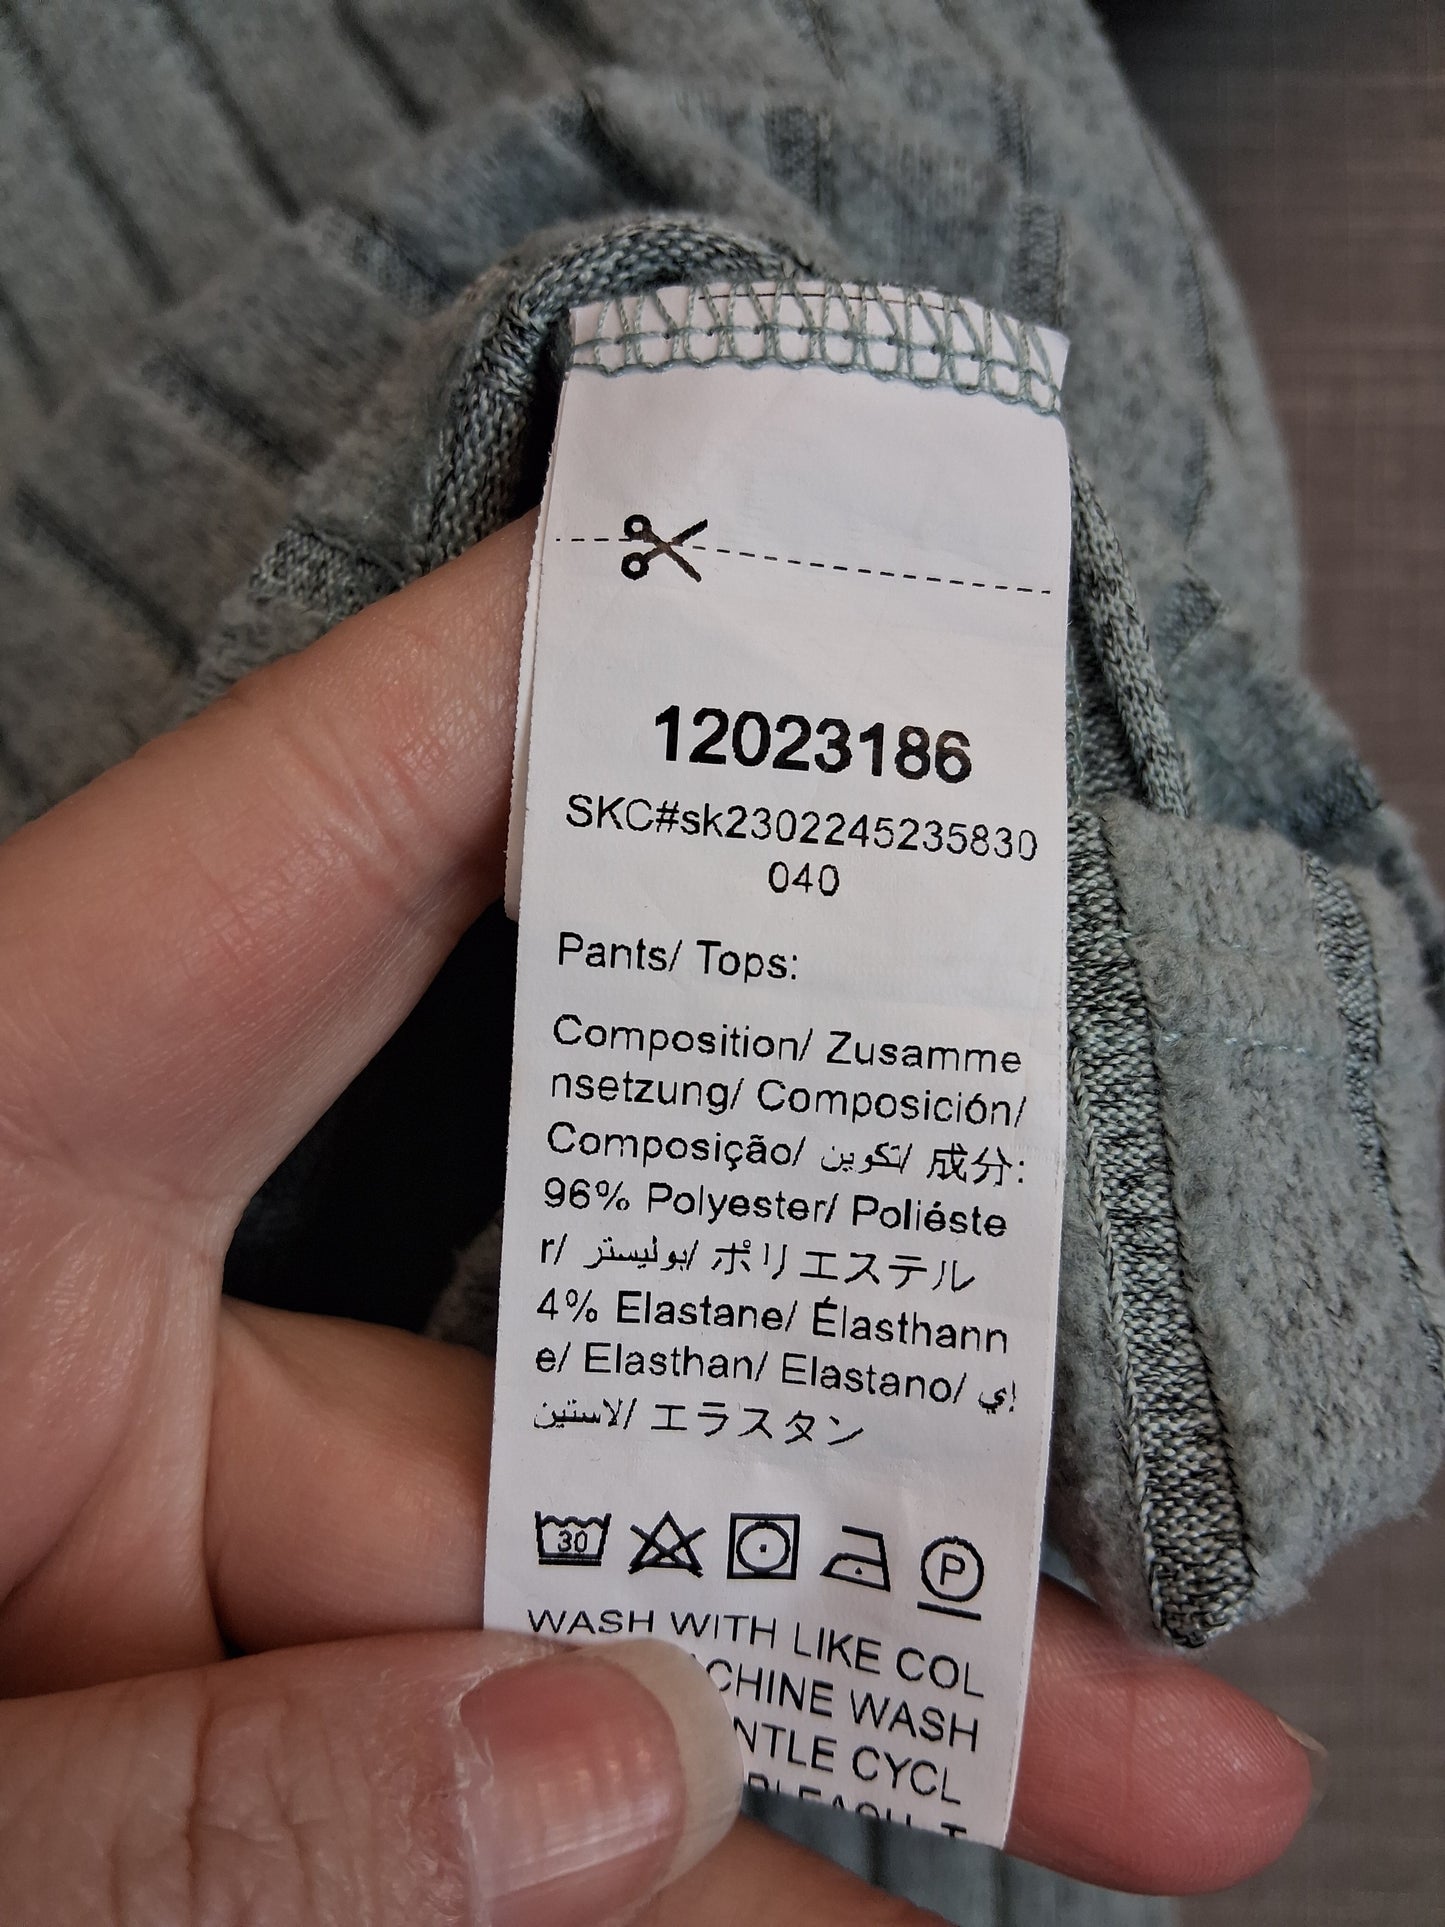 12023186
SKC#sk2302245235830
040
Pants/ Tops:
Composition/ Zusamme
nsetzung/ Composición/
Composição/ تكوين/ 成分:
96% Polyester/ Poliéste
r/ بوليستر/ ポリエステル
4% Elastane/ Élasthann
e/ Elasthan/ Elastano/ إي
لاستين/ エラスタン
30
P
WASH WITH LIKE COL
WASH
CYCL